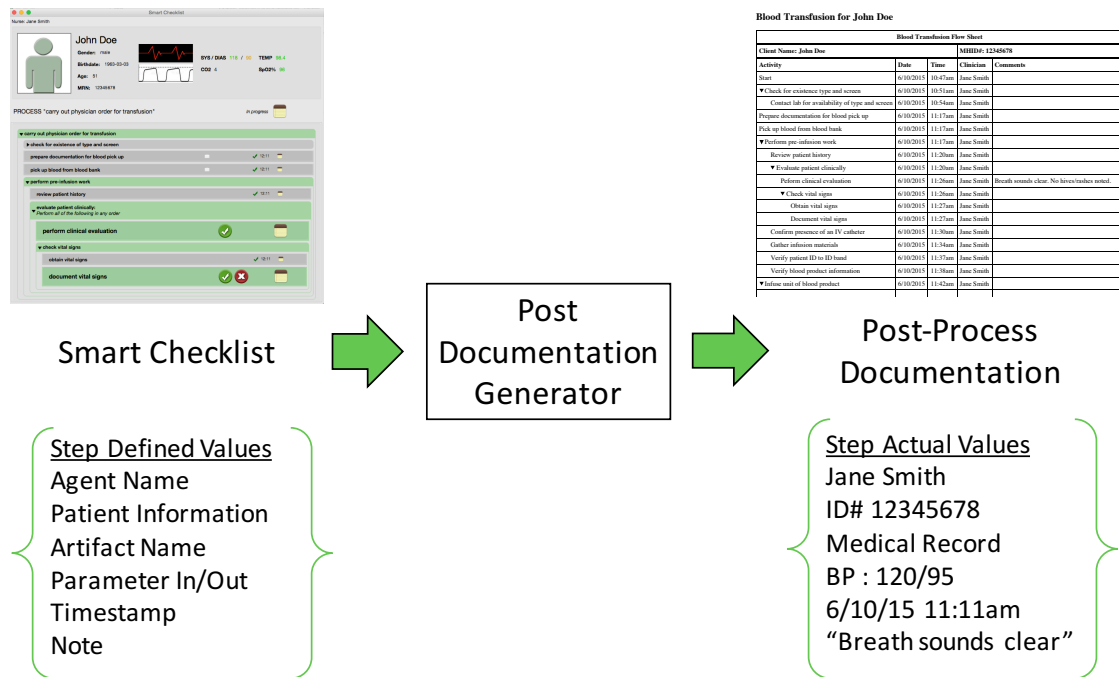 Smart Checklist
Nurse: Jane Smith
John Doe
Gender: male
Birthdate: 1963-03-03
Age: 51
MRN: 12345678
SYS / DIAS 116 / 96 TEMP 98.4
CO2 4 SpO2% 96
PROCESS "carry out physician order for transfusion"
in progress
carry out physician order for transfusion
check for existence of type and screen
prepare documentation for blood pick up 12:11
pick up blood from blood bank 12:11
perform pre-infusion work
review patient history 12:11
evaluate patient clinically:
Perform all of the following in any order
perform clinical evaluation
check vital signs
obtain vital signs 12:11
document vital signs
Blood Transfusion for John Doe
Blood Transfusion Flow Sheet
Client Name: John Doe MHID#: 12345678
Activity Date Time Clinician Comments
Start 6/10/2015 10:47am Jane Smith
▼Check for existence type and screen 6/10/2015 10:51am Jane Smith
Contact lab for availability of type and screen 6/10/2015 10:54am Jane Smith
Prepare documentation for blood pick up 6/10/2015 11:17am Jane Smith
Pick up blood from blood bank 6/10/2015 11:17am Jane Smith
▼Perform pre-infusion work 6/10/2015 11:17am Jane Smith
Review patient history 6/10/2015 11:20am Jane Smith
▼ Evaluate patient clinically 6/10/2015 11:20am Jane Smith
Peform clinical evaluation 6/10/2015 11:26am Jane Smith Breath sounds clear. No hives/rashes noted.
▼ Check vital signs 6/10/2015 11:26am Jane Smith
Obtain vital signs 6/10/2015 11:27am Jane Smith
Document vital signs 6/10/2015 11:27am Jane Smith
Confirm presence of an IV catheter 6/10/2015 11:30am Jane Smith
Gather infusion materials 6/10/2015 11:34am Jane Smith
Verify patient ID to ID band 6/10/2015 11:37am Jane Smith
Verify blood product information 6/10/2015 11:38am Jane Smith
▼Infuse unit of blood product 6/10/2015 11:42am Jane Smith
Smart Checklist
Post
Documentation
Generator
Post-Process
Documentation
Step Defined Values
Agent Name
Patient Information
Artifact Name
Parameter In/Out
Timestamp
Note
Step Actual Values
Jane Smith
ID# 12345678
Medical Record
BP : 120/95
6/10/15 11:11am
“Breath sounds clear”